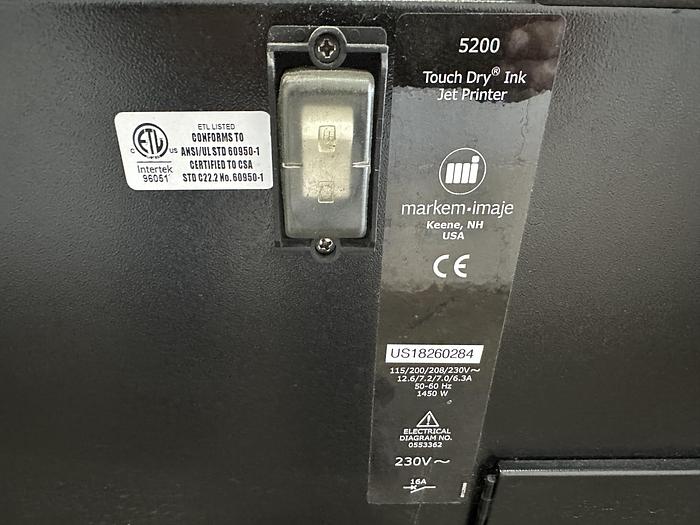 ETL LISTED
CONFORMS TO
ANSI/UL STD 60950-1
CERTIFIED TO CSA
STD C22.2 No. 60950-1
C ETL US
Intertek
96051
5200
Touch Dry® Ink
Jet Printer
markem•imaje
Keene, NH
USA
CE
US18260284
115/200/208/230V~
12.6/7.2/7.0/6.3A
50-60 Hz
1450 W
ELECTRICAL
DIAGRAM NO.
0553362
230V~
16A